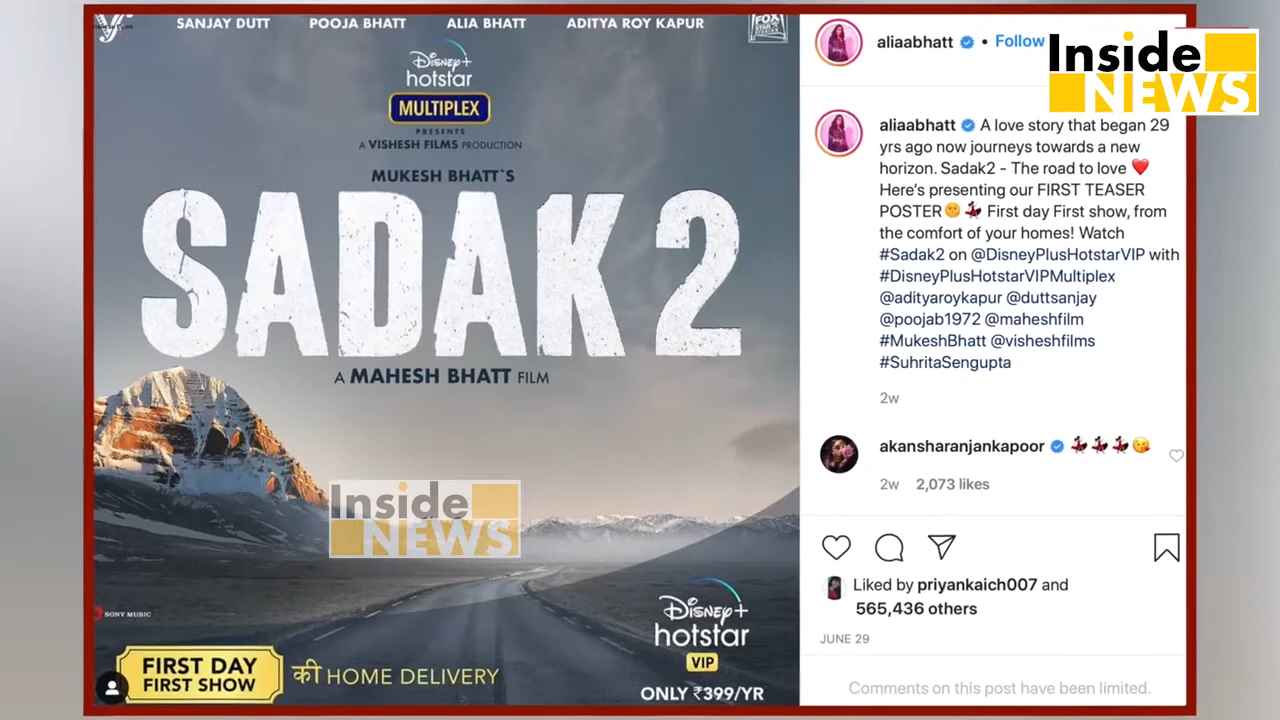 SANJAY DUTT POOJA BHATT ALIA BHATT ADITYA ROY KAPUR
FOX
STAR
STUDIOS
Disney+
hotstar
MULTIPLEX
PRESENTS
A VISHESH FILMS PRODUCTION
MUKESH BHATT`S
SADAK 2
A MAHESH BHATT FILM
Inside
NEWS
SONY MUSIC
Disney+
hotstar
VIP
ONLY ₹399/YR
FIRST DAY
FIRST SHOW
की HOME DELIVERY
aliaabhatt • Follow
Inside
NEWS
aliaabhatt A love story that began 29
yrs ago now journeys towards a new
horizon. Sadak2 - The road to love ❤️
Here's presenting our FIRST TEASER
POSTER🌞💃 First day First show, from
the comfort of your homes! Watch
#Sadak2 on @DisneyPlusHotstarVIP with
#DisneyPlusHotstarVIPMultiplex
@adityaroykapur @duttsanjay
@poojab1972 @maheshfilm
#MukeshBhatt @visheshfilms
#SuhritaSengupta
2w
akansharanjankapoor 💃💃💃😘
2w 2,073 likes
Liked by priyankaich007 and
565,436 others
JUNE 29
Comments on this post have been limited.